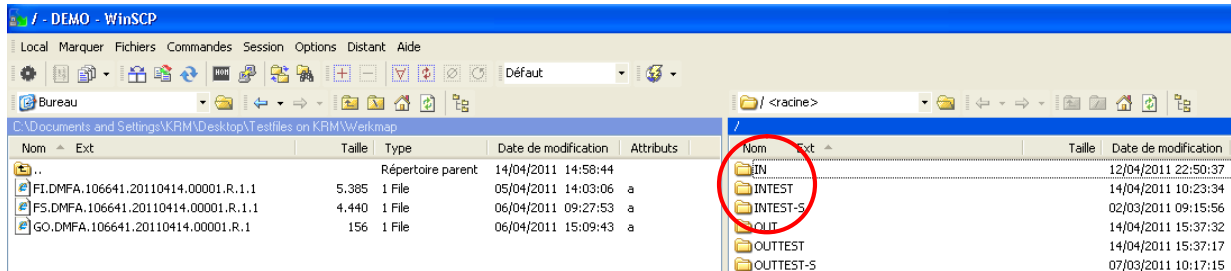 / - DEMO - WinSCP
Local Marquer Fichiers Commandes Session Options Distant Aide
Défaut
Bureau
/ <racine>
C:\Documents and Settings\KRM\Desktop\Testfiles on KRM\Werkmap
/
Nom Ext Taille Type Date de modification Attributs
Nom Ext Taille Date de modification
.. Répertoire parent 14/04/2011 14:58:44
IN 12/04/2011 22:50:37
FI.DMFA.106641.20110414.00001.R.1.1 5.385 1 File 05/04/2011 14:03:06 a
INTEST 14/04/2011 10:23:34
FS.DMFA.106641.20110414.00001.R.1.1 4.440 1 File 06/04/2011 09:27:53 a
INTEST-S 02/03/2011 09:15:56
GO.DMFA.106641.20110414.00001.R.1 156 1 File 06/04/2011 15:09:43 a
OUT 14/04/2011 15:37:32
OUTTEST 14/04/2011 15:37:17
OUTTEST-S 07/03/2011 10:17:15